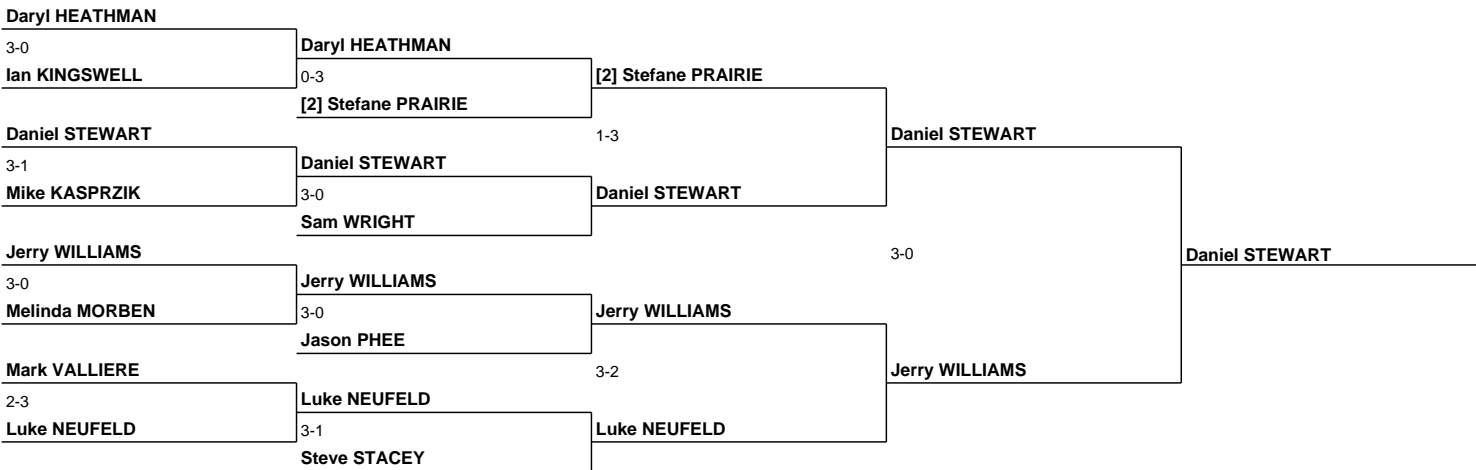 Daryl HEATHMAN
3-0
Daryl HEATHMAN
Ian KINGSWELL
0-3
[2] Stefane PRAIRIE
[2] Stefane PRAIRIE
Daniel STEWART
1-3
Daniel STEWART
3-1
Daniel STEWART
Mike KASPRZIK
3-0
Daniel STEWART
Sam WRIGHT
Jerry WILLIAMS
3-0
Daniel STEWART
3-0
Jerry WILLIAMS
Melinda MORBEN
3-0
Jerry WILLIAMS
Jason PHEE
Mark VALLIERE
3-2
Jerry WILLIAMS
2-3
Luke NEUFELD
Luke NEUFELD
3-1
Luke NEUFELD
Steve STACEY